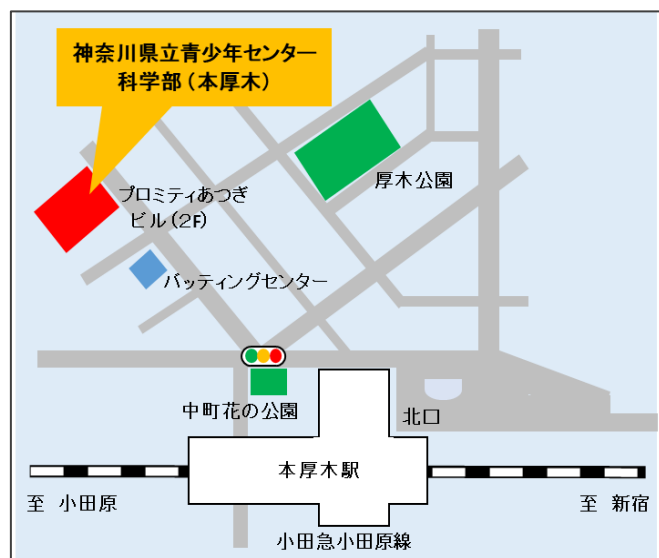 神奈川県立青少年センター
科学部（本厚木）
プロミティあつぎ
ビル（2F）
厚木公園
バッティングセンター
中町花の公園
北口
本厚木駅
至 小田原
至 新宿
小田急小田原線